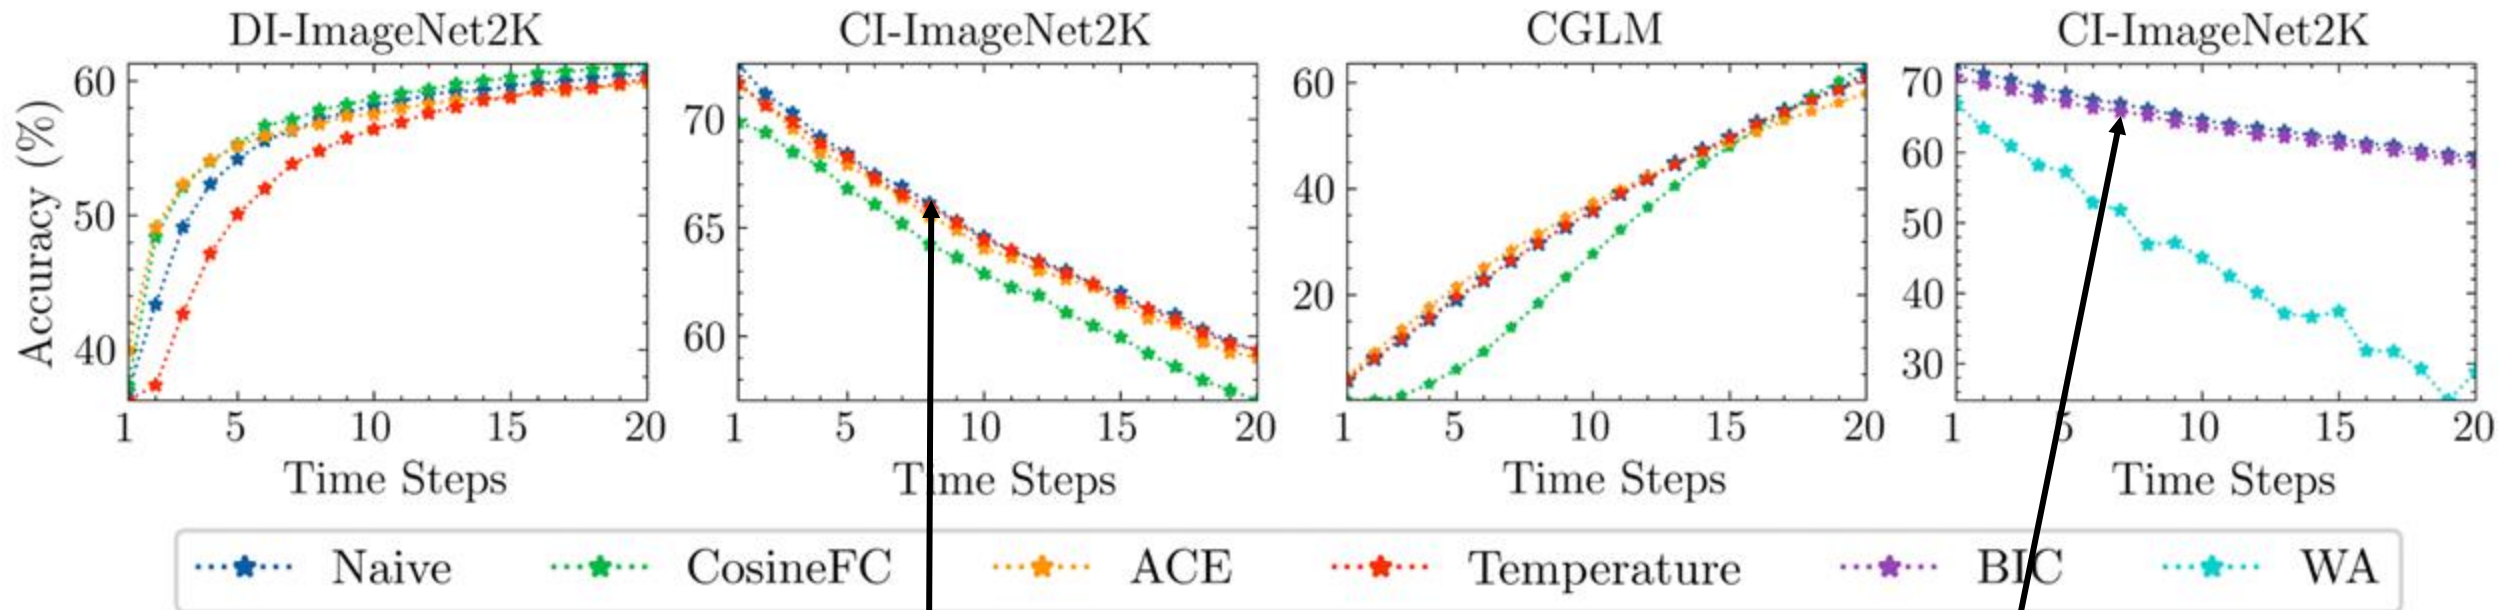 DI-ImageNet2K
CI-ImageNet2K
CGLM
CI-ImageNet2K
Accuracy (%)
60
50
40
1 5 10 15 20
Time Steps
70
65
60
1 5 10 15 20
Time Steps
60
40
20
1 5 10 15 20
Time Steps
70
60
50
40
30
1 5 10 15 20
Time Steps
Naive CosineFC ACE Temperature BIC WA